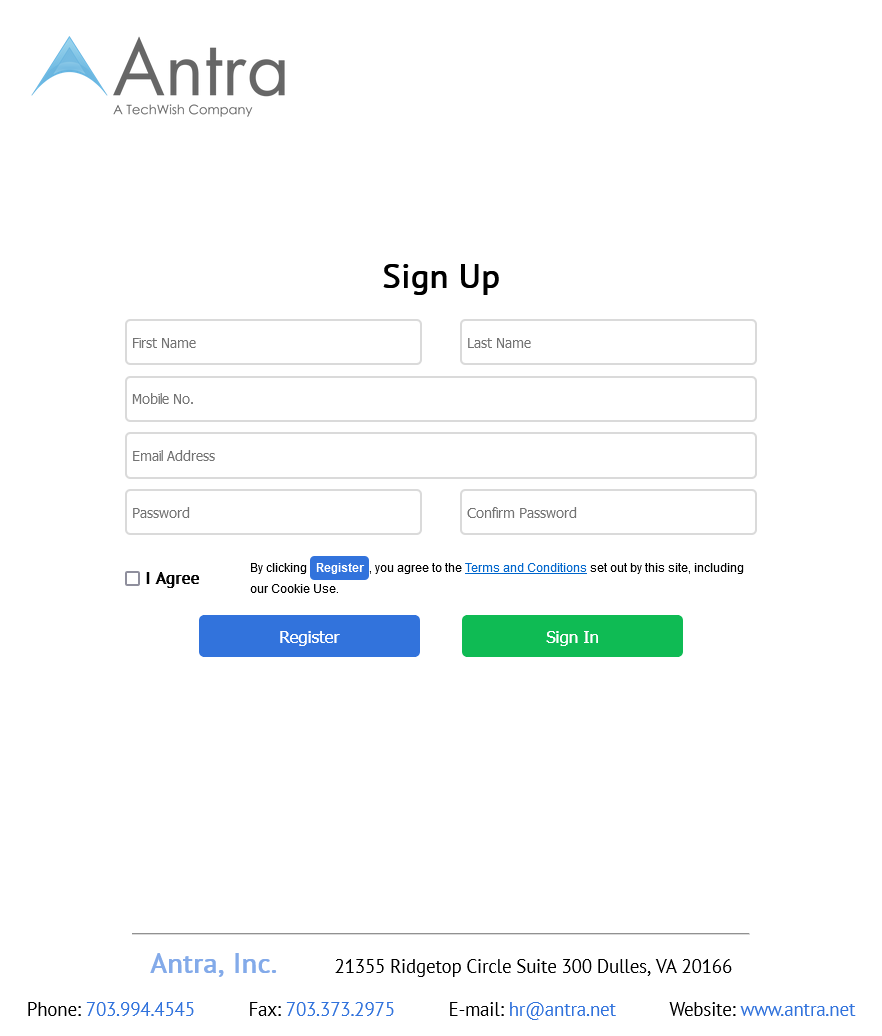 Antra
A TechWish Company
Sign Up
First Name
Last Name
Mobile No.
Email Address
Password
Confirm Password
I Agree
By clicking Register, you agree to the Terms and Conditions set out by this site, including
our Cookie Use.
Register
Sign In
Antra, Inc.
21355 Ridgetop Circle Suite 300 Dulles, VA 20166
Phone: 703.994.4545
Fax: 703.373.2975
E-mail: hr@antra.net
Website: www.antra.net